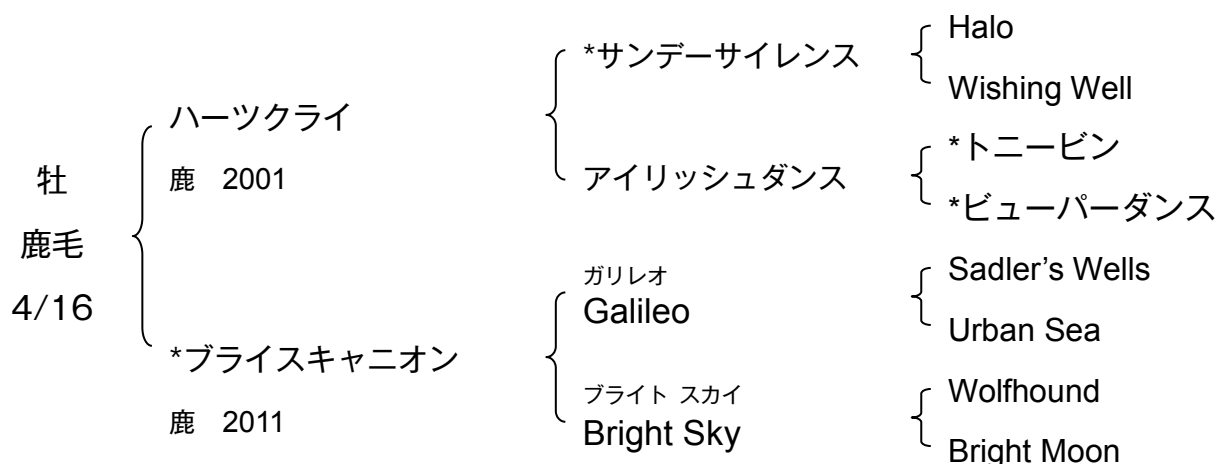 牡
鹿毛
4/16
ハーツクライ
鹿 2001
*サンデーサイレンス
Halo
Wishing Well
アイリッシュダンス
*トニービン
*ビューパーダンス
*ブライスキャニオン
鹿 2011
ガリレオ
Galileo
Sadler’s Wells
Urban Sea
ブライト スカイ
Bright Sky
Wolfhound
Bright Moon